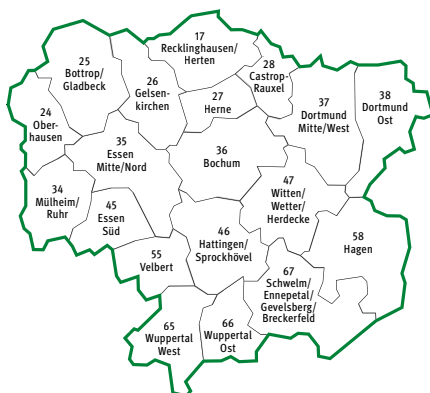 17
Recklinghausen/
Herten
25
Bottrop/
Gladbeck
28
Castrop-
Rauxel
26
Gelsen-
kirchen
27
Herne
37
Dortmund
Mitte/West
38
Dortmund
Ost
24
Ober-
hausen
35
Essen
Mitte/Nord
36
Bochum
34
Mülheim/
Ruhr
45
Essen
Süd
47
Witten/
Wetter/
Herdecke
46
Hattingen/
Sprockhövel
58
Hagen
55
Velbert
67
Schwelm/
Ennepetal/
Gevelsberg/
Breckerfeld
65
Wuppertal
West
66
Wuppertal
Ost